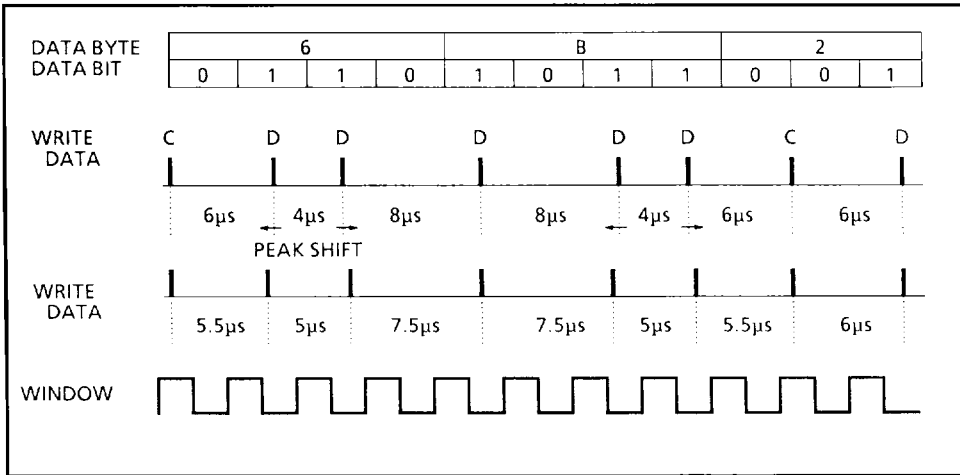 DATA BYTE 6 B 2
DATA BIT 0 1 1 0 1 0 1 1 0 0 1
WRITE C D D D D D C D
DATA
6µs 4µs 8µs 8µs 4µs 6µs 6µs
PEAK SHIFT
WRITE
DATA
5.5µs 5µs 7.5µs 7.5µs 5µs 5.5µs 6µs
WINDOW